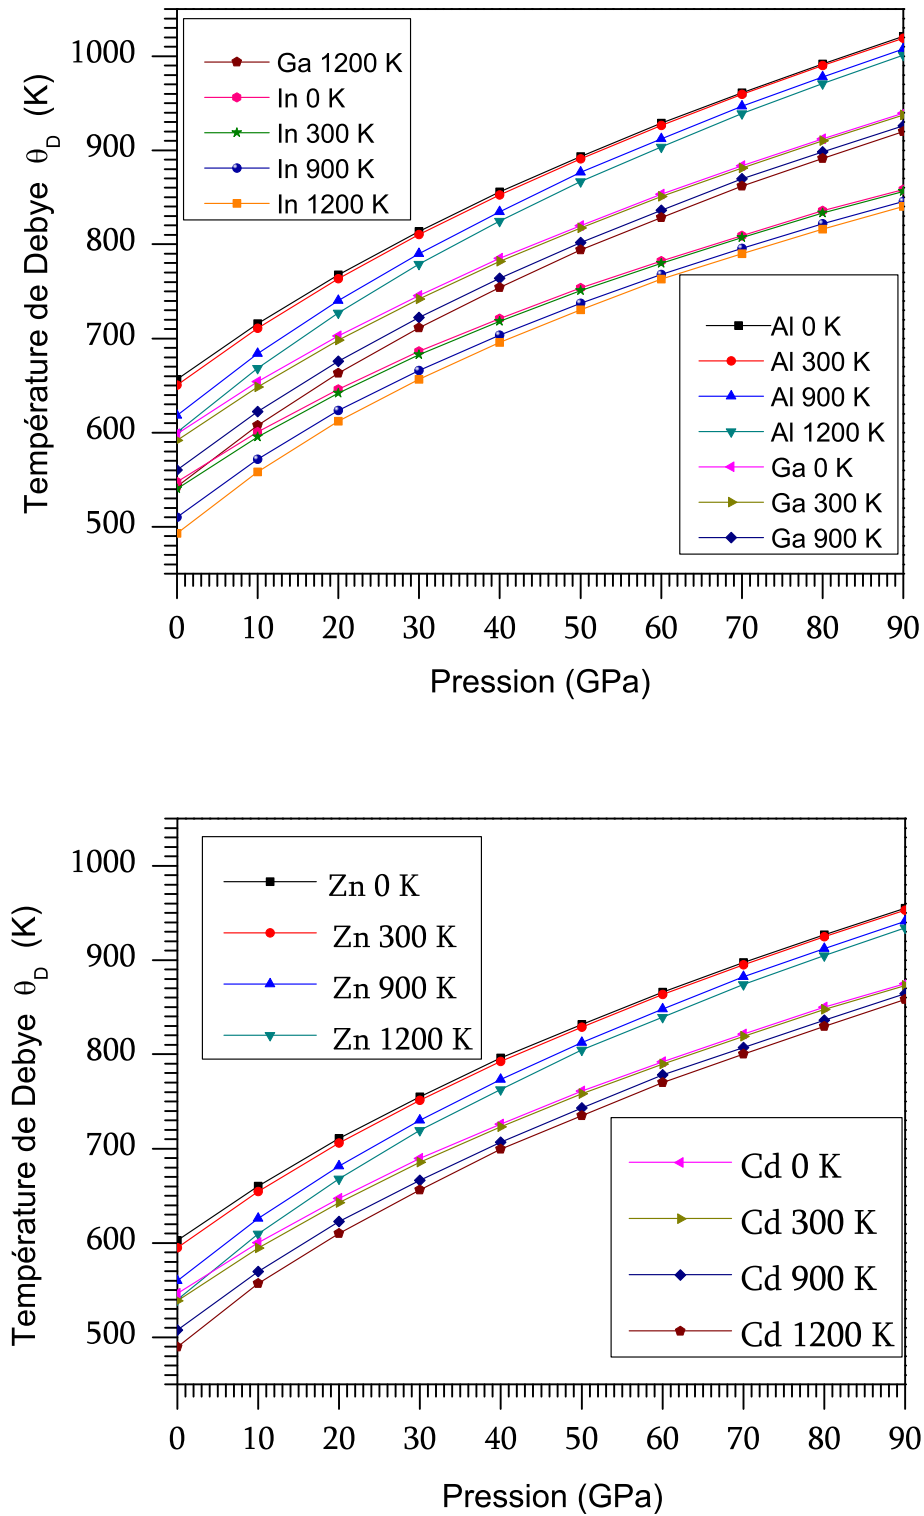 1000
900
800
700
600
500
Température de Debye θD (K)
Ga 1200 K
In 0 K
In 300 K
In 900 K
In 1200 K
Al 0 K
Al 300 K
Al 900 K
Al 1200 K
Ga 0 K
Ga 300 K
Ga 900 K
0 10 20 30 40 50 60 70 80 90
Pression (GPa)
1000
900
800
700
600
500
Température de Debye θD (K)
Zn 0 K
Zn 300 K
Zn 900 K
Zn 1200 K
Cd 0 K
Cd 300 K
Cd 900 K
Cd 1200 K
0 10 20 30 40 50 60 70 80 90
Pression (GPa)